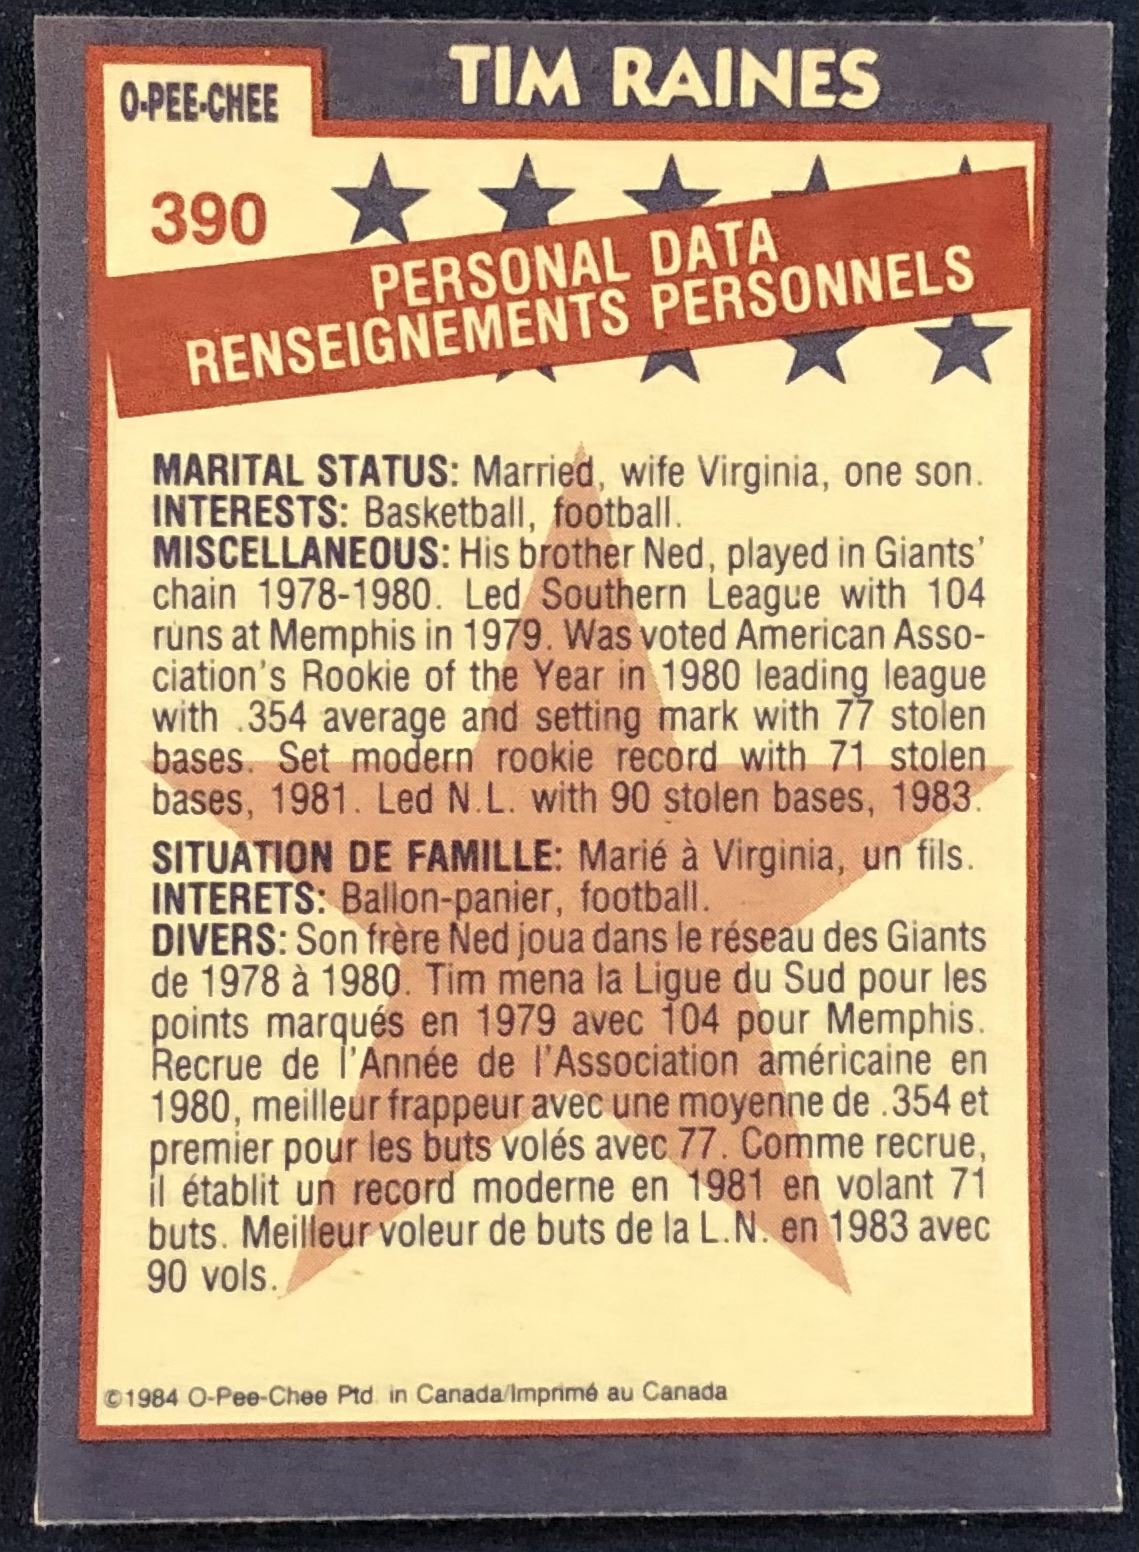 TIM RAINES
O-PEE-CHEE
390
PERSONAL DATA
RENSEIGNEMENTS PERSONNELS
MARITAL STATUS: Married, wife Virginia, one son.
INTERESTS: Basketball, football.
MISCELLANEOUS: His brother Ned, played in Giants'
chain 1978-1980. Led Southern League with 104
runs at Memphis in 1979. Was voted American Asso-
ciation's Rookie of the Year in 1980 leading league
with .354 average and setting mark with 77 stolen
bases. Set modern rookie record with 71 stolen
bases, 1981. Led N.L. with 90 stolen bases, 1983.
SITUATION DE FAMILLE: Marié à Virginia, un fils.
INTERETS: Ballon-panier, football.
DIVERS: Son frère Ned joua dans le réseau des Giants
de 1978 à 1980. Tim mena la Ligue du Sud pour les
points marqués en 1979 avec 104 pour Memphis.
Recrue de l'Année de l'Association américaine en
1980, meilleur frappeur avec une moyenne de .354 et
premier pour les buts volés avec 77. Comme recrue,
il établit un record moderne en 1981 en volant 71
buts. Meilleur voleur de buts de la L.N. en 1983 avec
90 vols.
©1984 O-Pee-Chee Ptd. in Canada/Imprimé au Canada